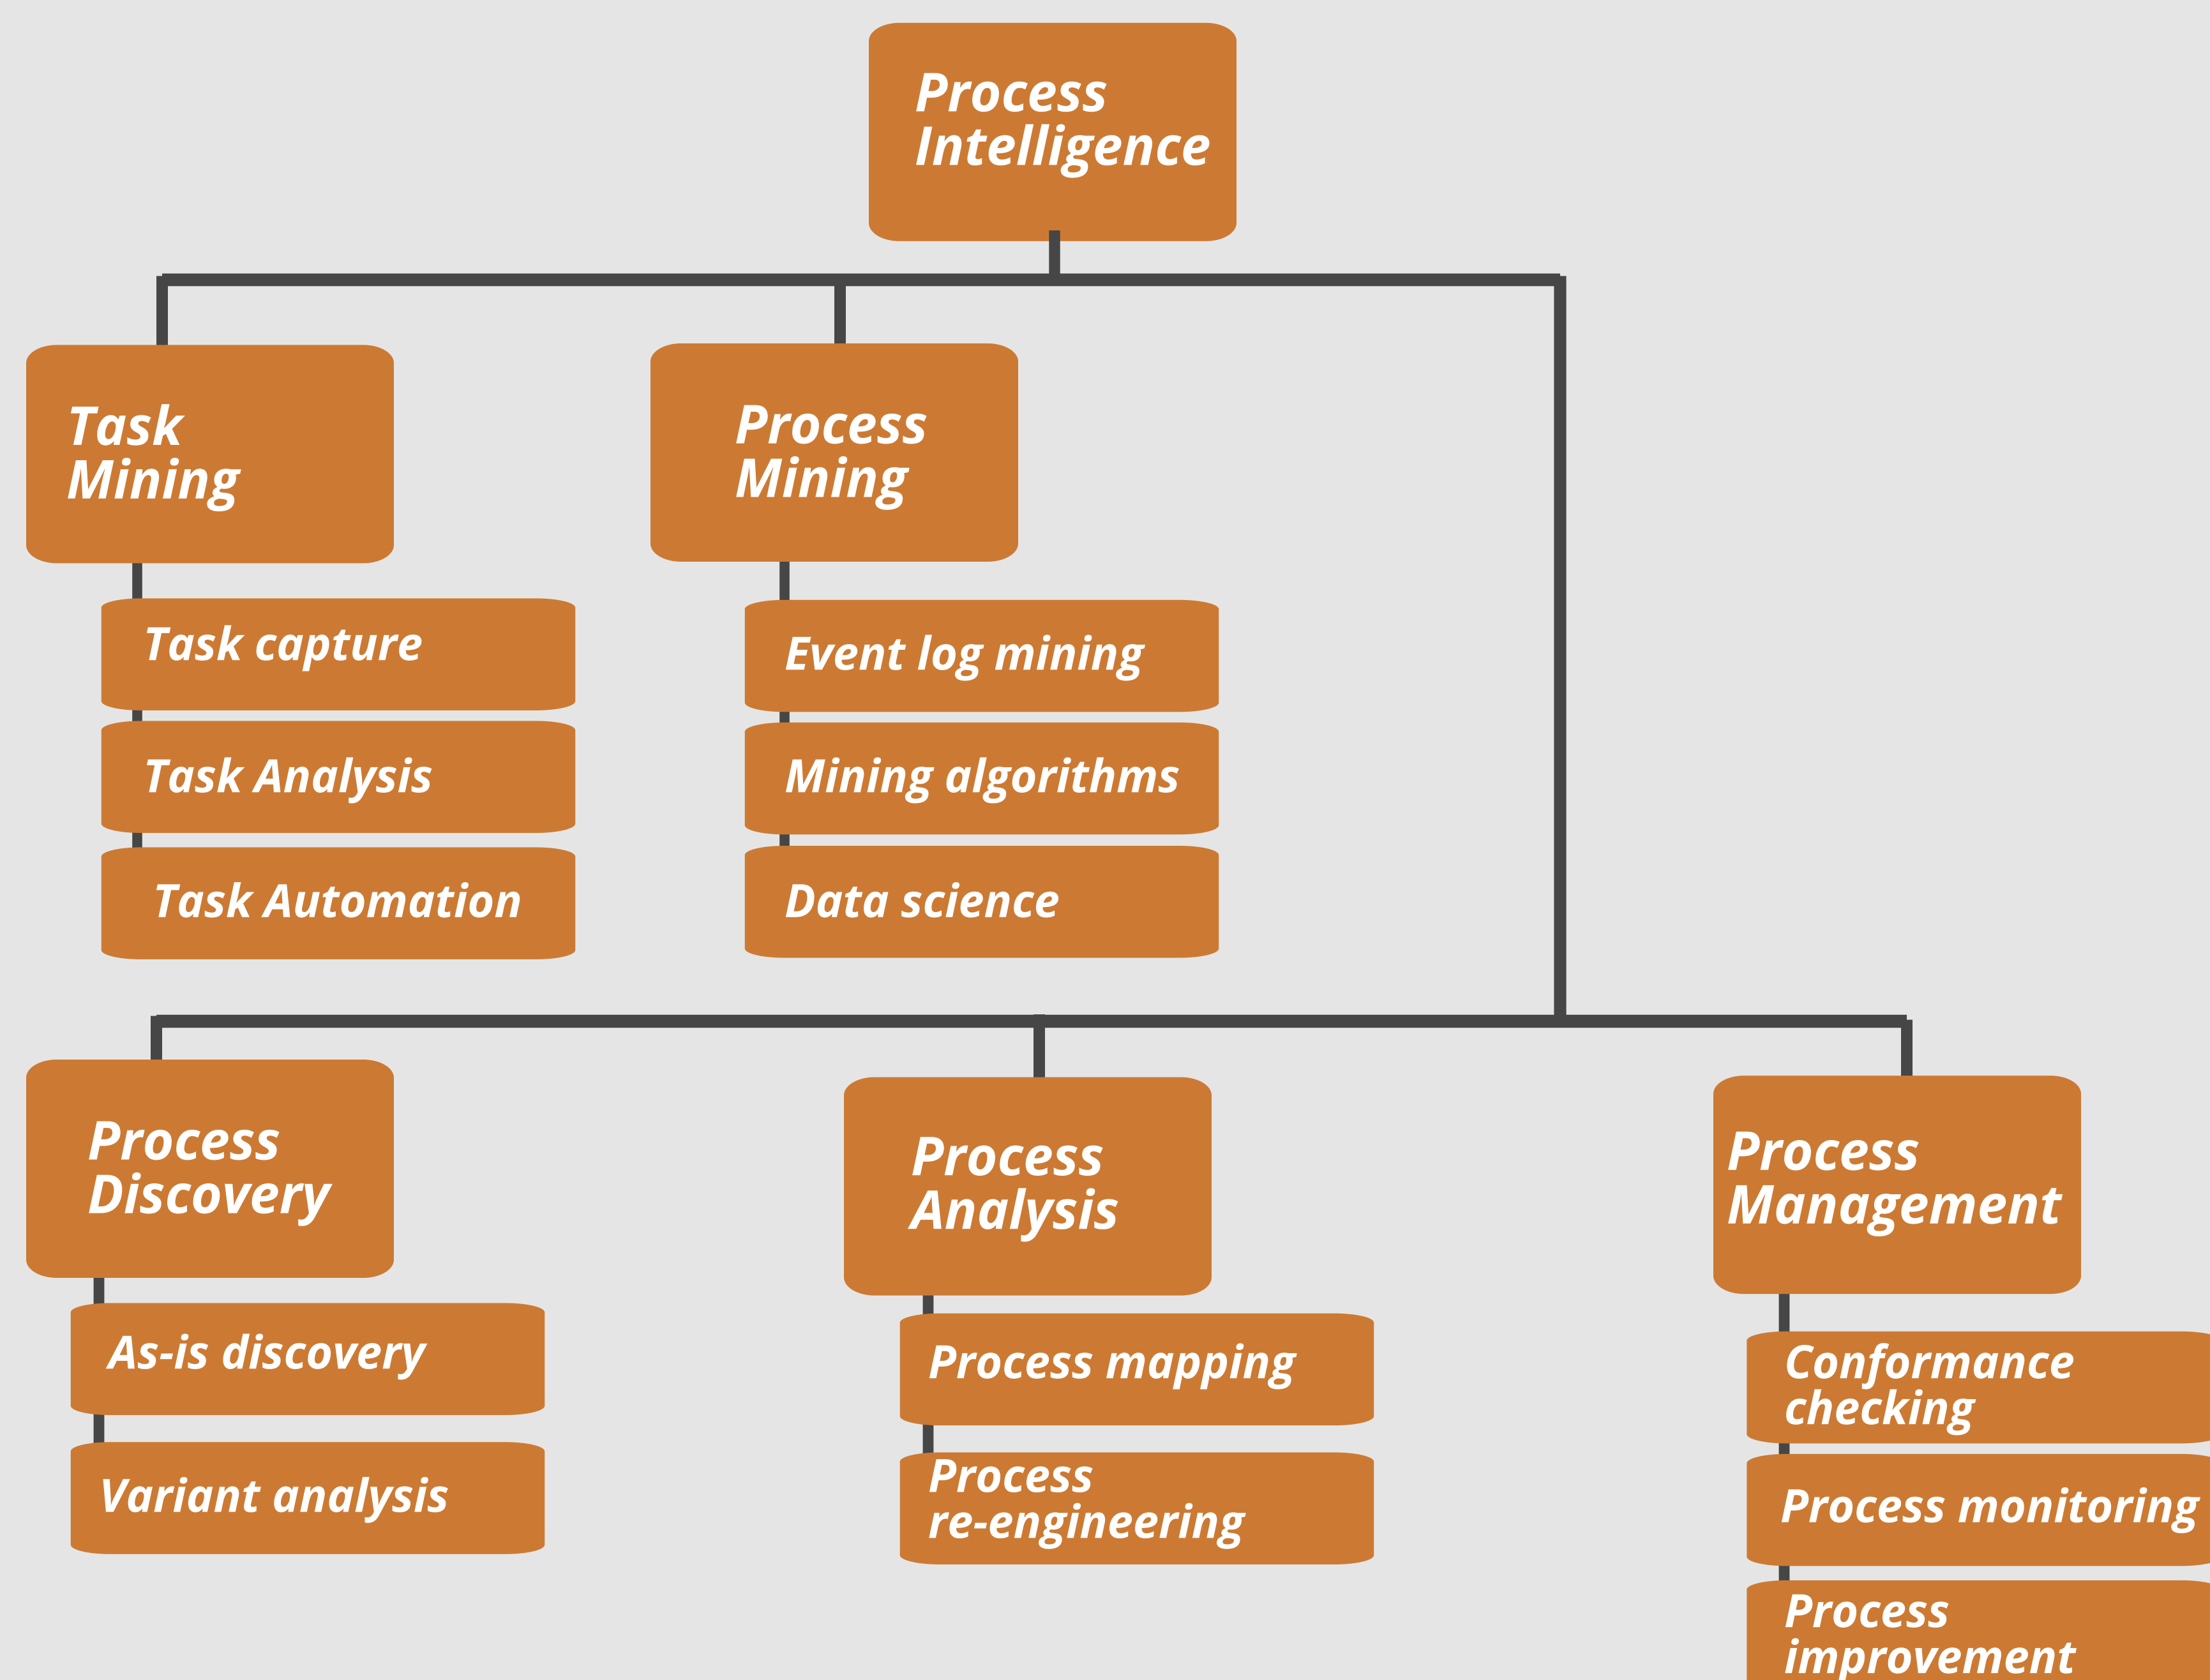 Process
Intelligence
Task
Mining
Process
Mining
Task capture
Task Analysis
Task Automation
Event log mining
Mining algorithms
Data science
Process
Discovery
As-is discovery
Variant analysis
Process
Analysis
Process mapping
Process
re-engineering
Process
Management
Conformance
checking
Process monitoring
Process
improvement